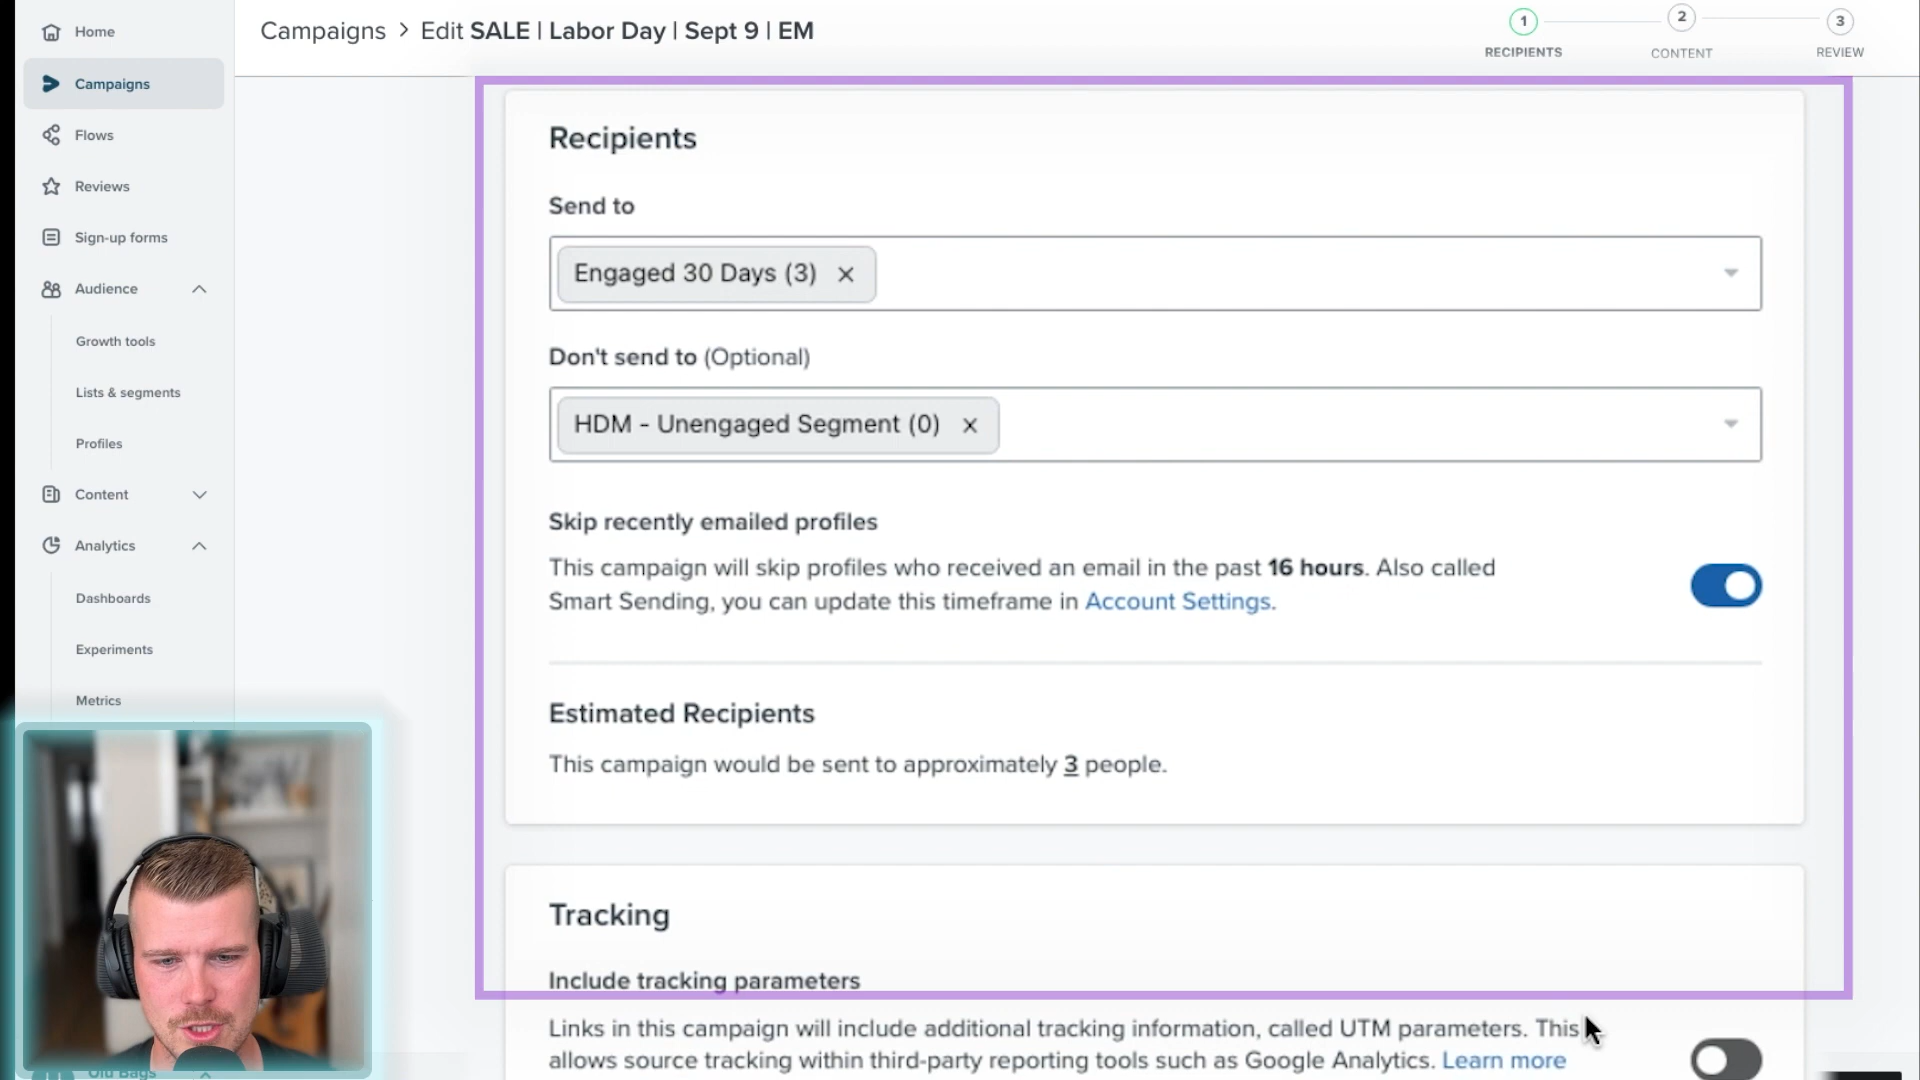 Home
Campaigns
Flows
Reviews
Sign-up forms
Audience
Growth tools
Lists & segments
Profiles
Content
Analytics
Dashboards
Experiments
Metrics
Old Bags
Campaigns > Edit SALE | Labor Day | Sept 9 | EM
1
RECIPIENTS
2
CONTENT
3
REVIEW
Recipients
Send to
Engaged 30 Days (3) ×
Don't send to (Optional)
HDM - Unengaged Segment (0) ×
Skip recently emailed profiles
This campaign will skip profiles who received an email in the past 16 hours. Also called
Smart Sending, you can update this timeframe in Account Settings.
Estimated Recipients
This campaign would be sent to approximately 3 people.
Tracking
Include tracking parameters
Links in this campaign will include additional tracking information, called UTM parameters. This
allows source tracking within third-party reporting tools such as Google Analytics. Learn more